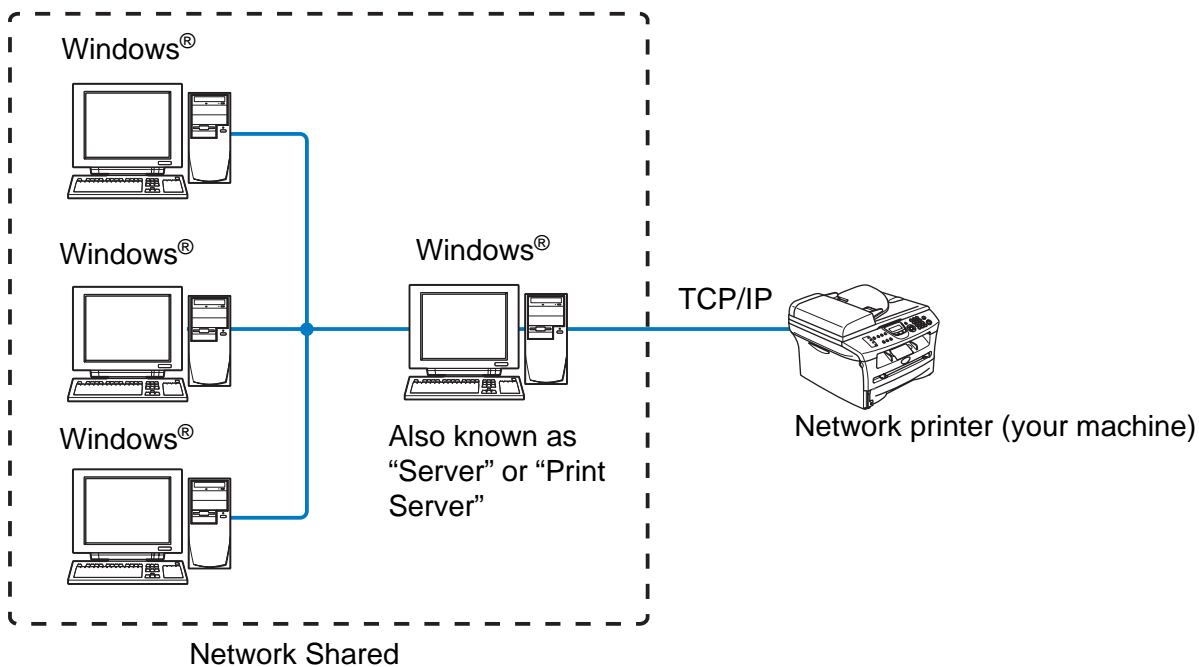 Windows®
Windows®
Windows®
TCP/IP
Windows®
Also known as
“Server” or “Print
Server”
Network printer (your machine)
Network Shared